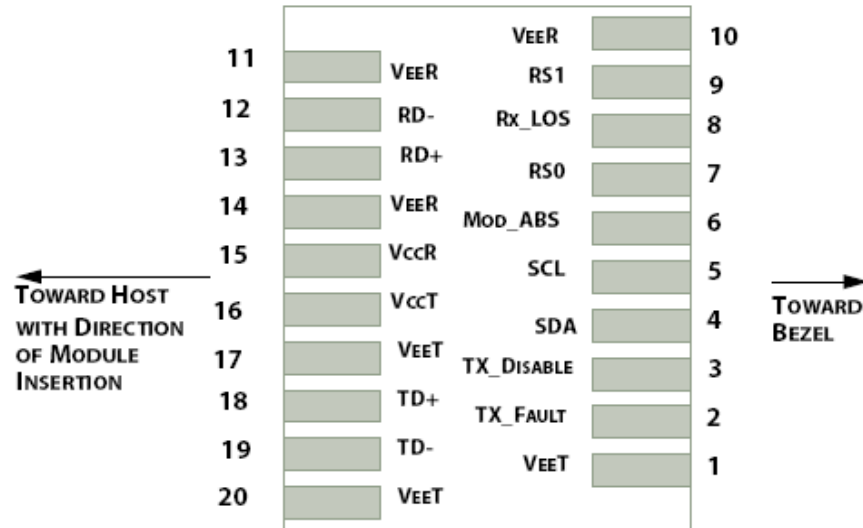 11 VEER
12 RD-
13 RD+
14 VEER
15 VCCR
16 VCCT
17 VEET
18 TD+
19 TD-
20 VEET
TOWARD HOST
WITH DIRECTION
OF MODULE
INSERTION
VEER 10
RS1 9
Rx_LOS 8
RS0 7
MOD_ABS 6
SCL 5
SDA 4
TX_DISABLE 3
TX_FAULT 2
VEET 1
TOWARD
BEZEL